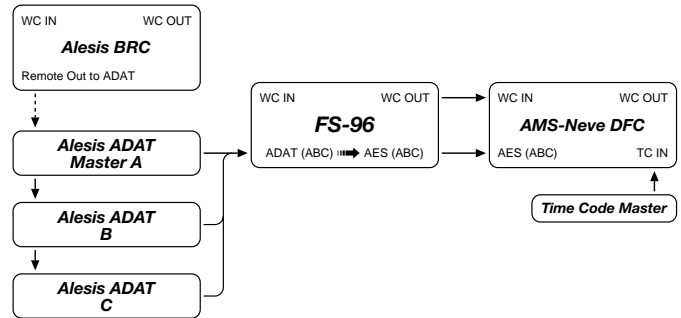 WC IN WC OUT
Alesis BRC
Remote Out to ADAT
Alesis ADAT
Master A
Alesis ADAT
B
Alesis ADAT
C
WC IN WC OUT
FS-96
ADAT (ABC) AES (ABC)
WC IN WC OUT
AMS-Neve DFC
AES (ABC) TC IN
Time Code Master